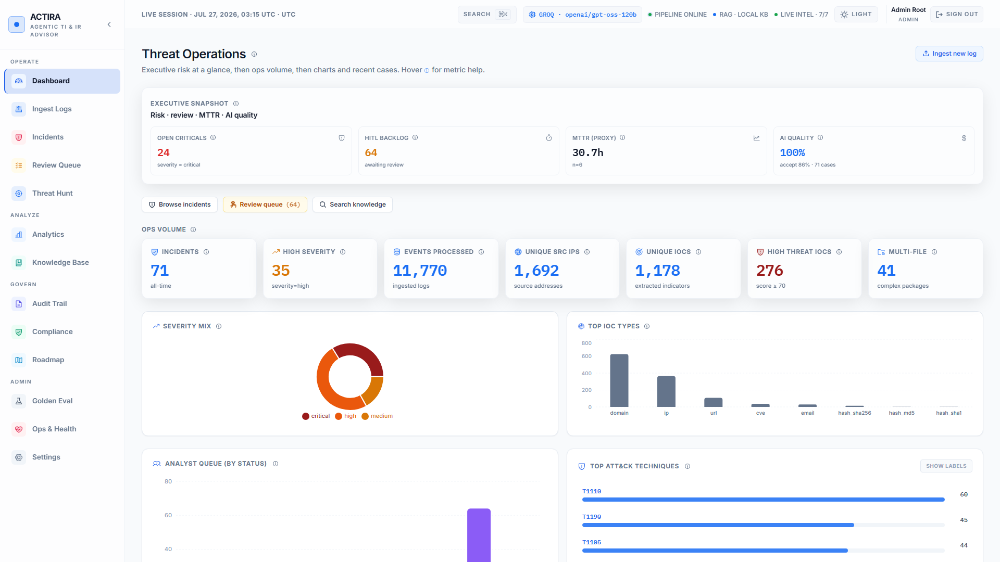 ACTIRA
AGENTIC TI & IR
ADVISOR
OPERATE
Dashboard
Ingest Logs
Incidents
Review Queue
Threat Hunt
ANALYZE
Analytics
Knowledge Base
GOVERN
Audit Trail
Compliance
Roadmap
ADMIN
Golden Eval
Ops & Health
Settings
LIVE SESSION · JUL 27, 2026, 03:15 UTC · UTC
SEARCH ⌘K
GROQ · openai/gpt-oss-120b
PIPELINE ONLINE
RAG · LOCAL KB
LIVE INTEL · 7/7
LIGHT
Admin Root
ADMIN
SIGN OUT
Threat Operations
Executive risk at a glance, then ops volume, then charts and recent cases. Hover for metric help.
Ingest new log
EXECUTIVE SNAPSHOT
Risk · review · MTTR · AI quality
OPEN CRITICALS
24
severity = critical
HITL BACKLOG
64
awaiting review
MTTR (PROXY)
30.7h
n=6
AI QUALITY
$
100%
accept 86% · 71 cases
Browse incidents
Review queue (64)
Search knowledge
OPS VOLUME
INCIDENTS
71
all-time
HIGH SEVERITY
35
severity=high
EVENTS PROCESSED
11,770
ingested logs
UNIQUE SRC IPS
1,692
source addresses
UNIQUE IOCS
1,178
extracted indicators
HIGH THREAT IOCS
276
score ≥ 70
MULTI-FILE
41
complex packages
SEVERITY MIX
critical high medium
TOP IOC TYPES
800
600
400
200
0
domain ip url cve email hash_sha256 hash_md5 hash_sha1
ANALYST QUEUE (BY STATUS)
80
60
40
TOP ATT&CK TECHNIQUES
SHOW LABELS
T1110
60
T1190
45
T1105
44